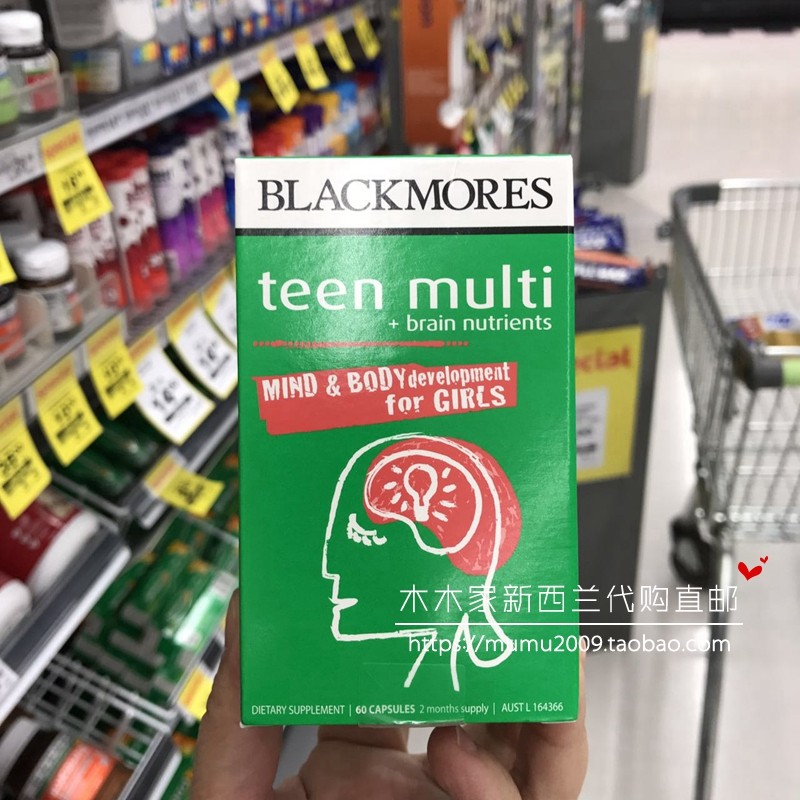 BLACKMORES
teen multi
+ brain nutrients
MIND & BODY development
for GIRLS
木木家新西兰代购直邮
https://mumu2009.taobao.com
DIETARY SUPPLEMENT | 60 CAPSULES 2 months supply | AUST L 164366